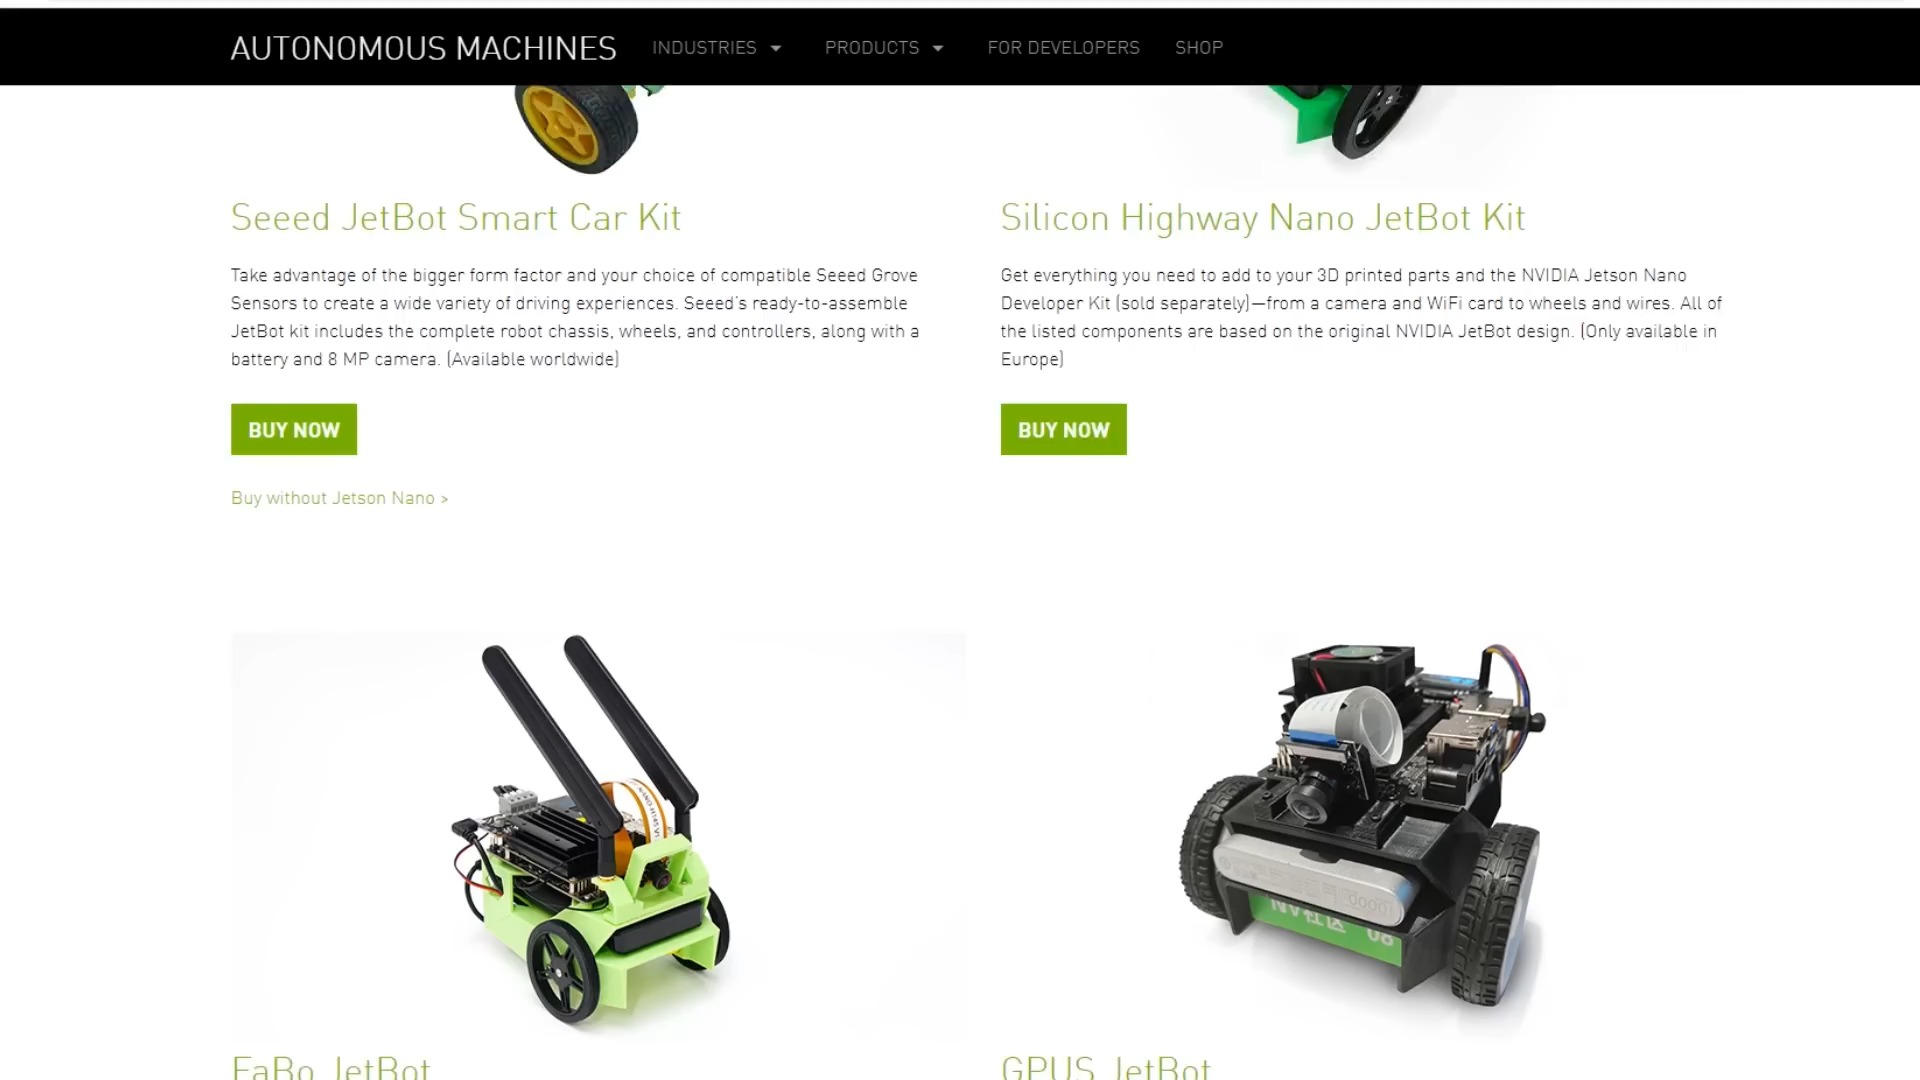 AUTONOMOUS MACHINES INDUSTRIES PRODUCTS FOR DEVELOPERS SHOP
Seeed JetBot Smart Car Kit
Take advantage of the bigger form factor and your choice of compatible Seeed Grove
Sensors to create a wide variety of driving experiences. Seeed's ready-to-assemble
JetBot kit includes the complete robot chassis, wheels, and controllers, along with a
battery and 8 MP camera. (Available worldwide)
BUY NOW
Buy without Jetson Nano >
Silicon Highway Nano JetBot Kit
Get everything you need to add to your 3D printed parts and the NVIDIA Jetson Nano
Developer Kit (sold separately)—from a camera and WiFi card to wheels and wires. All of
the listed components are based on the original NVIDIA JetBot design. (Only available in
Europe)
BUY NOW
10000
NV社区 08
FaBo JetBot
GPUS JetBot